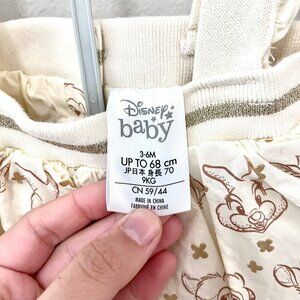 Disney
baby
3-6M
UP TO 68 cm
JP日本 身長 70
9KG
CN 59/44
MADE IN CHINA
FABRIQUÉ EN CHINE